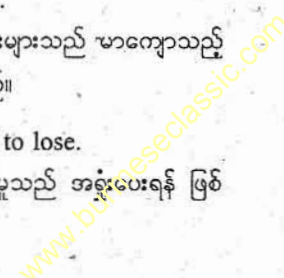 းများသည် မာကျောသည့်
ည်။
to lose.
မှုသည် အရှုံးပေးရန် ဖြစ်
www.burmeseclassic.com